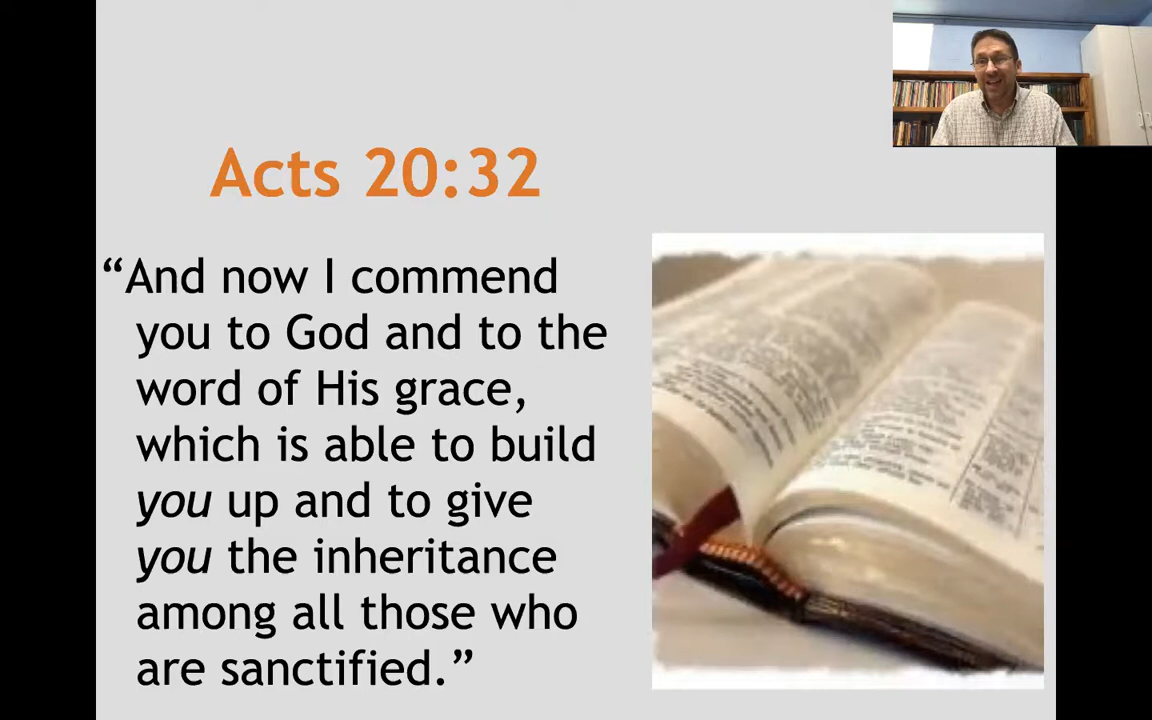 Acts 20:32
“And now I commend
you to God and to the
word of His grace,
which is able to build
you up and to give
you the inheritance
among all those who
are sanctified.”